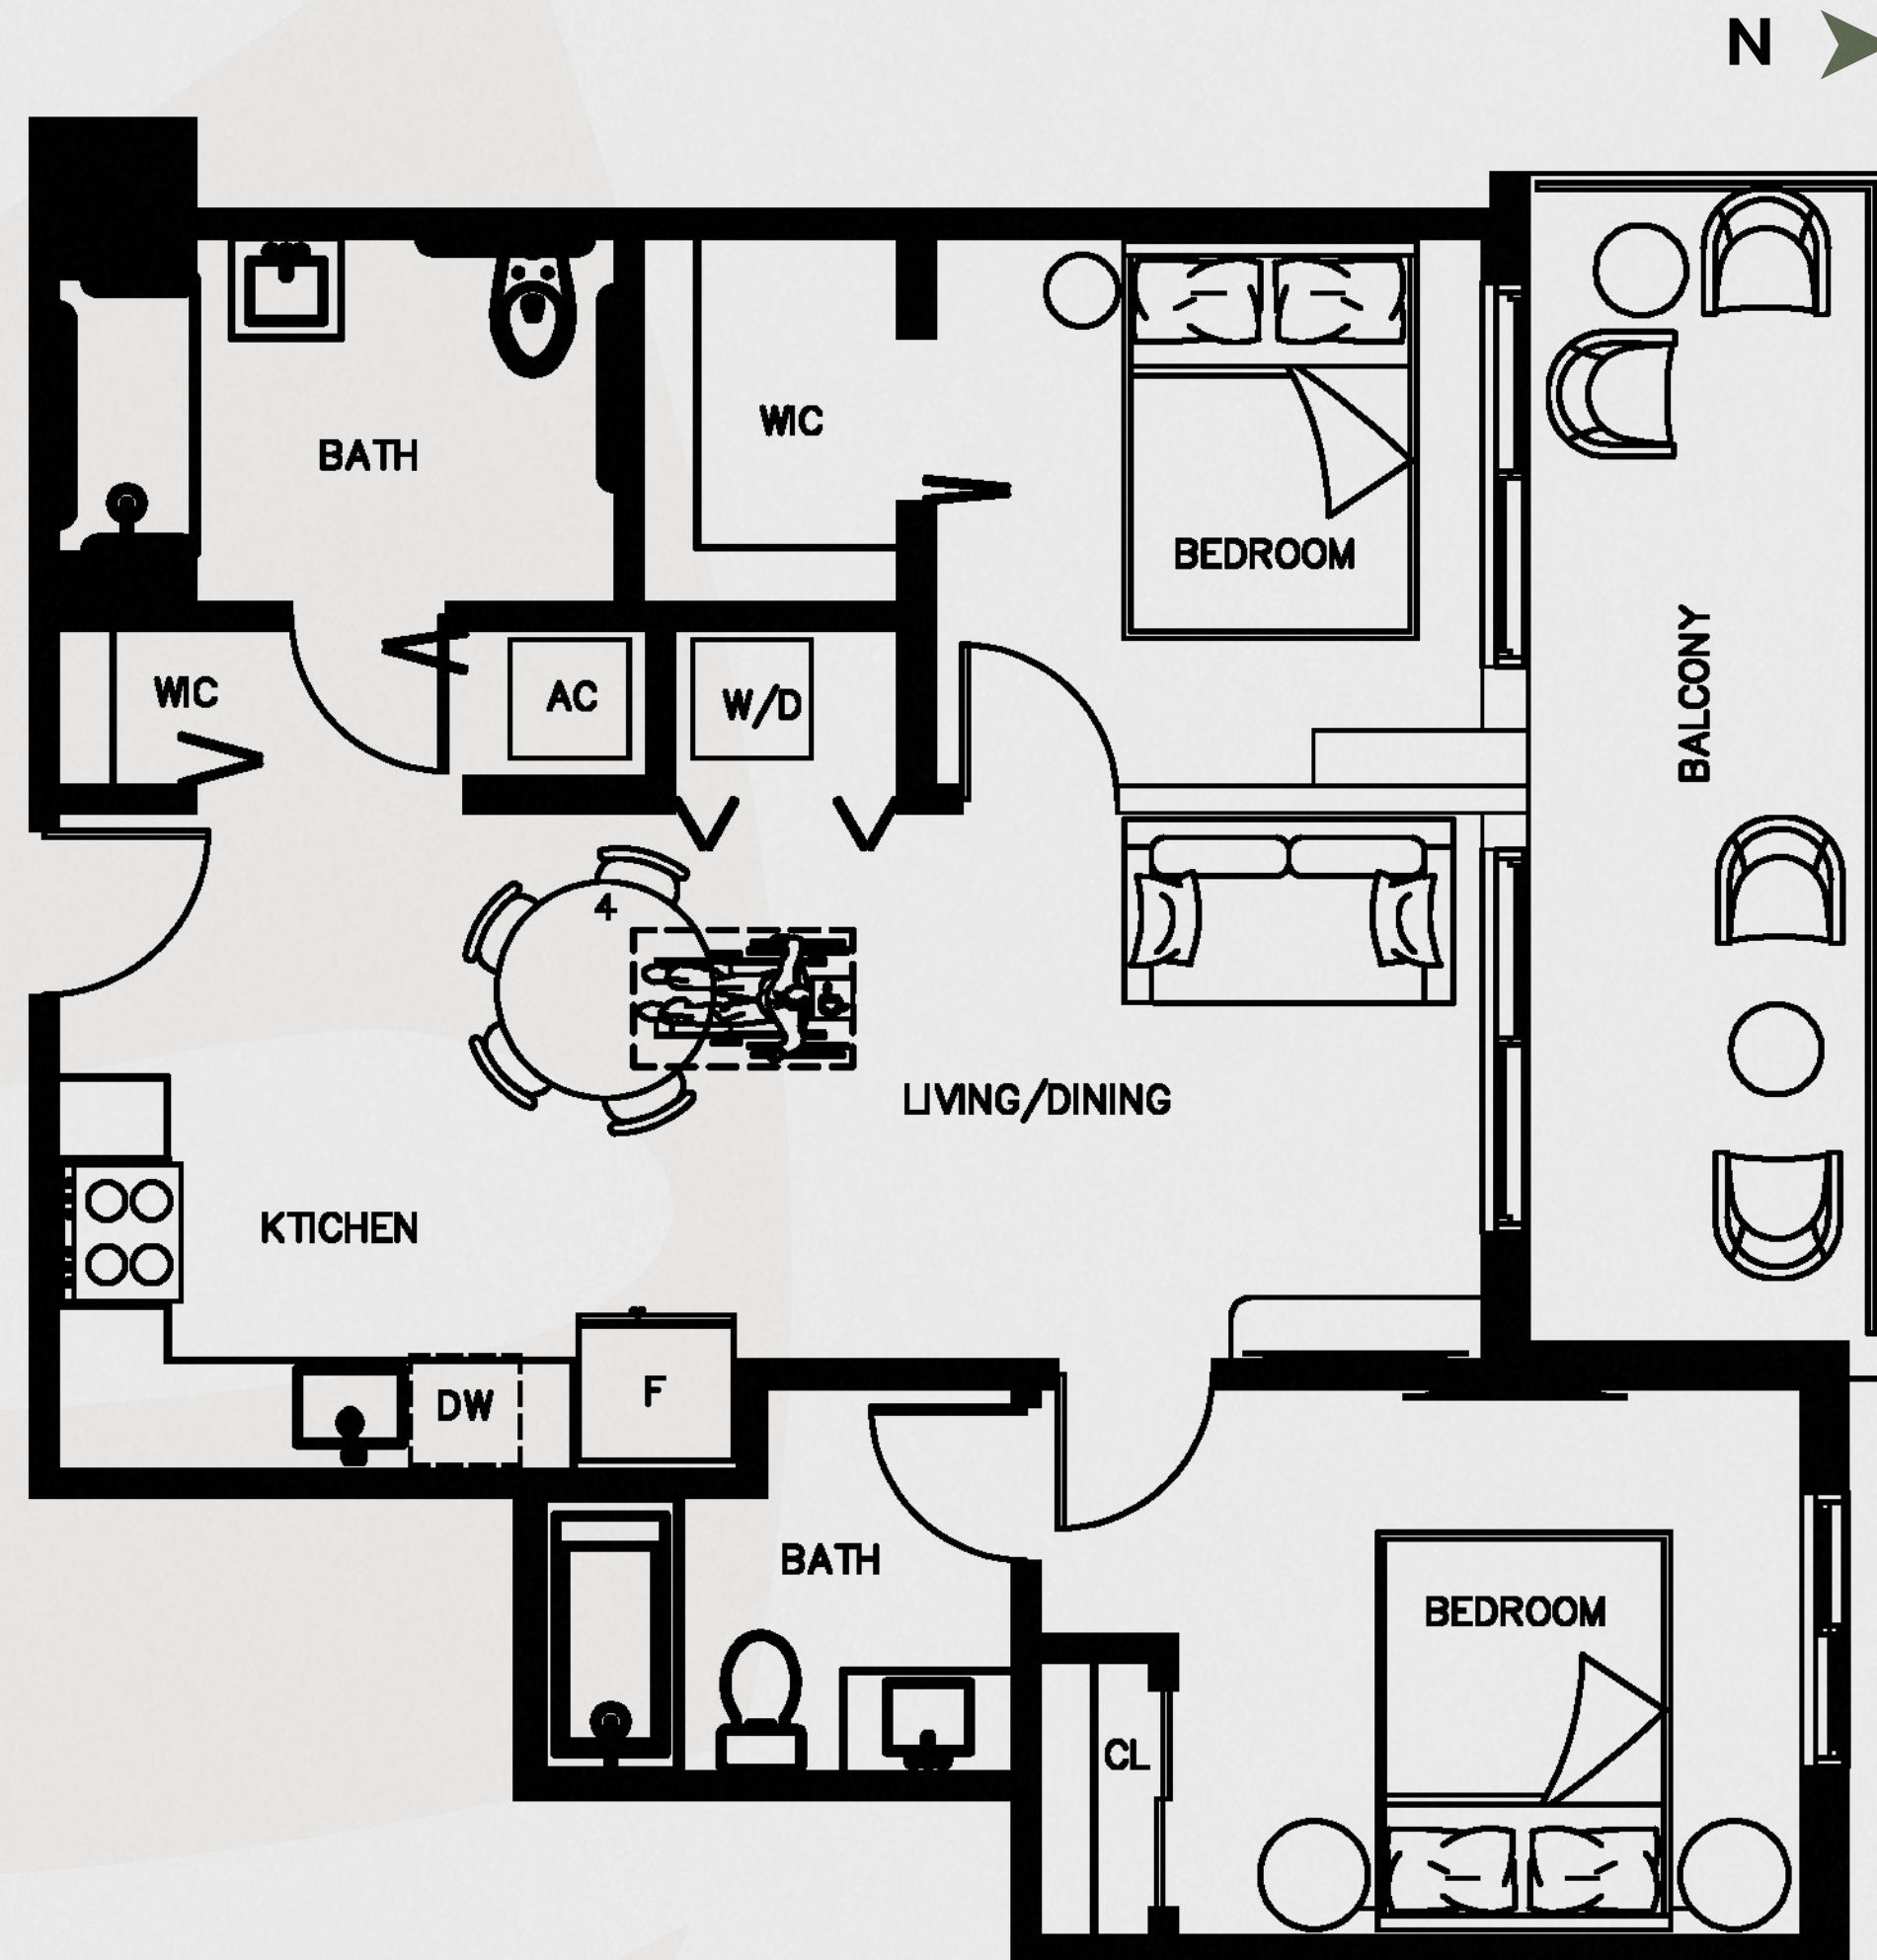 N
WIC
BATH
BEDROOM
BALCONY
WIC
AC
W/D
4
LIVING/DINING
KTICHEN
DW
F
BATH
BEDROOM
CL